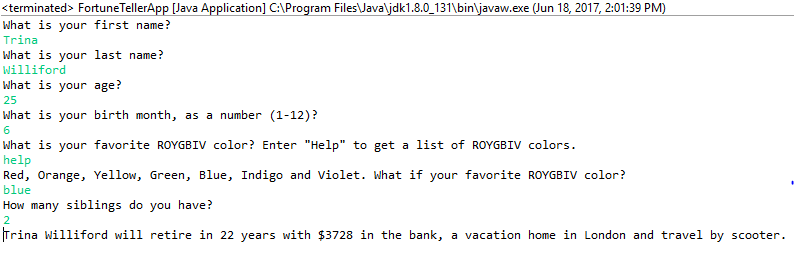 <terminated> FortuneTellerApp [Java Application] C:\Program Files\Java\jdk1.8.0_131\bin\javaw.exe (Jun 18, 2017, 2:01:39 PM)
What is your first name?
Trina
What is your last name?
Williford
What is your age?
25
What is your birth month, as a number (1-12)?
6
What is your favorite ROYGBIV color? Enter "Help" to get a list of ROYGBIV colors.
help
Red, Orange, Yellow, Green, Blue, Indigo and Violet. What if your favorite ROYGBIV color?
blue
How many siblings do you have?
2
Trina Williford will retire in 22 years with $3728 in the bank, a vacation home in London and travel by scooter.